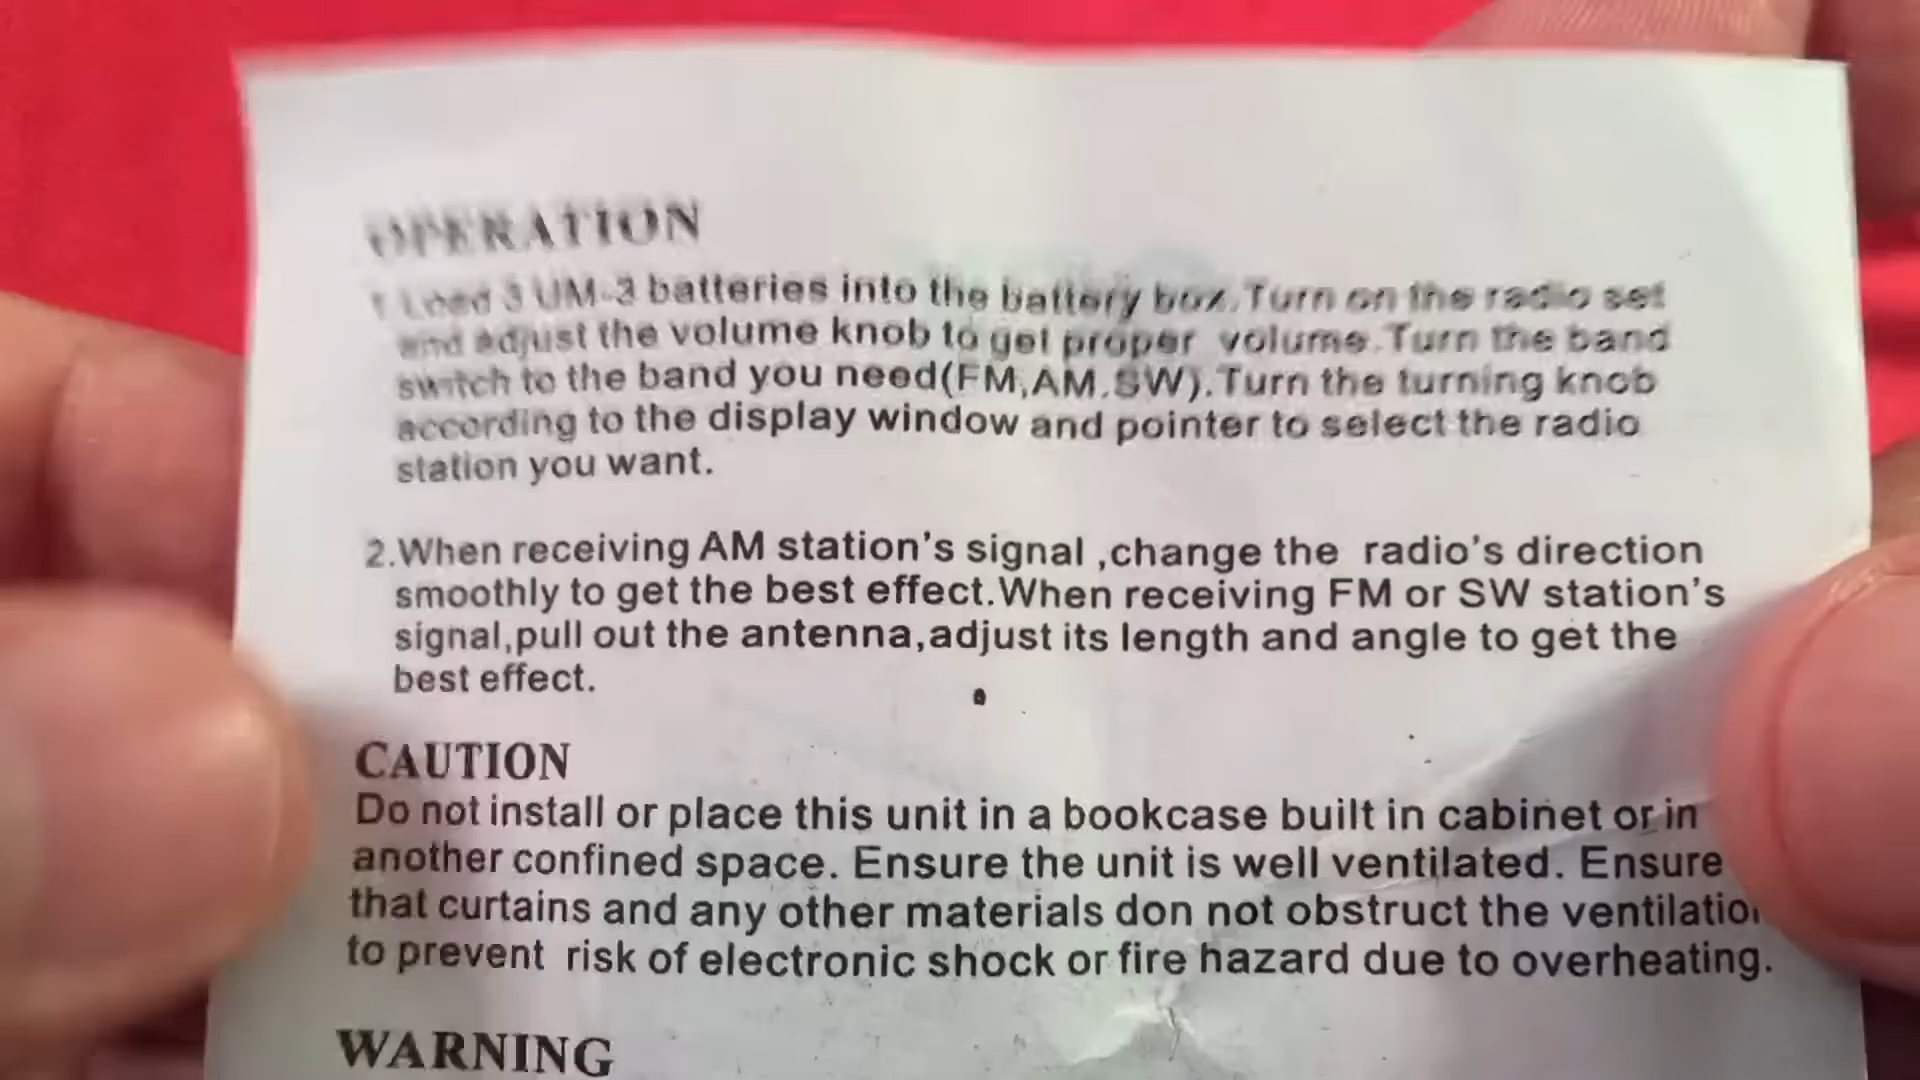 OPERATION
1 Load 3 UM-3 batteries into the battery box.Turn on the radio set
and adjust the volume knob to get proper volume.Turn the band
switch to the band you need(FM,AM.SW).Turn the turning knob
according to the display window and pointer to select the radio
station you want.
2.When receiving AM station's signal ,change the radio's direction
smoothly to get the best effect.When receiving FM or SW station's
signal,pull out the antenna,adjust its length and angle to get the
best effect.
CAUTION
Do not install or place this unit in a bookcase built in cabinet or in
another confined space. Ensure the unit is well ventilated. Ensure
that curtains and any other materials don not obstruct the ventilation
to prevent risk of electronic shock or fire hazard due to overheating.
WARNING